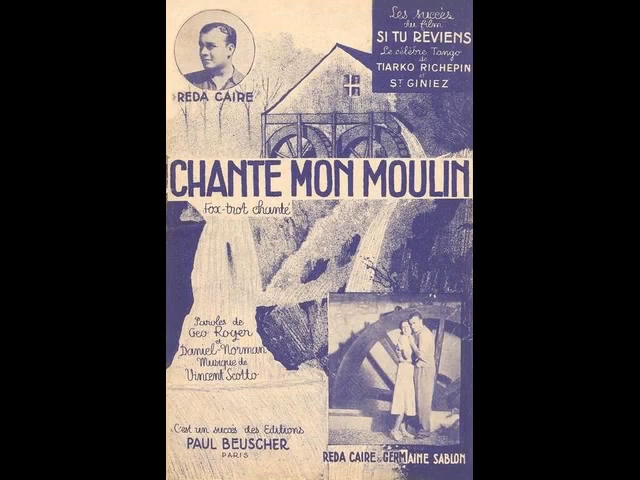 Les succès
du film
SI TU REVIENS
Le célèbre Tango
de
TIARKO RICHEPIN
et
ST GINIEZ
REDA CAIRE
CHANTE MON MOULIN
Fox-trot chanté
Paroles de
Geo Roger
et
Daniel-Norman
Musique de
Vincent Scotto
C'est un succès des Editions
PAUL BEUSCHER
PARIS
REDA CAIRE & GERMAINE SABLON